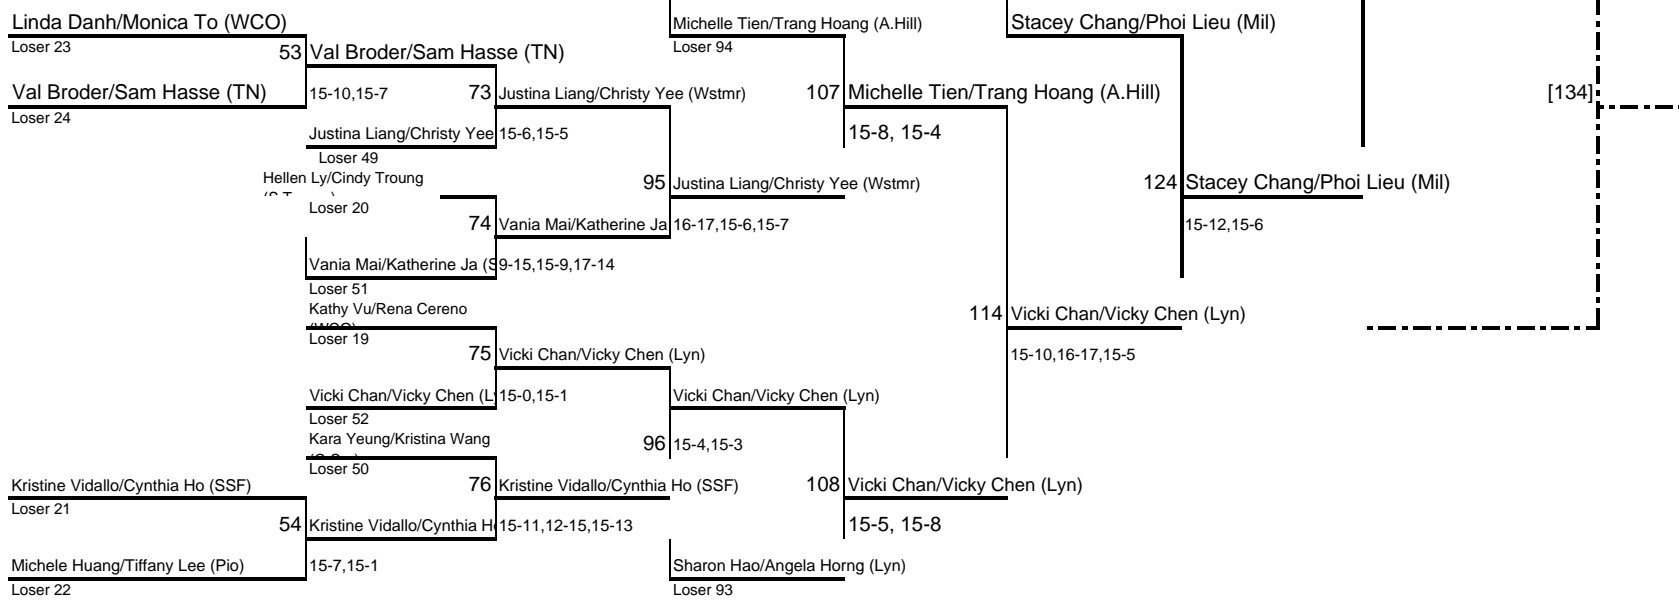 Linda Danh/Monica To (WCO)
Michelle Tien/Trang Hoang (A.Hill)
Stacey Chang/Phoi Lieu (Mil)
Loser 23
53
Val Broder/Sam Hasse (TN)
Loser 94
Val Broder/Sam Hasse (TN)
15-10,15-7
73
Justina Liang/Christy Yee (Wstmr)
107
Michelle Tien/Trang Hoang (A.Hill)
[134]
Loser 24
Justina Liang/Christy Yee
15-6,15-5
15-8, 15-4
Loser 49
Hellen Ly/Cindy Troung
95
Justina Liang/Christy Yee (Wstmr)
124
Stacey Chang/Phoi Lieu (Mil)
Loser 20
74
Vania Mai/Katherine Ja
16-17,15-6,15-7
15-12,15-6
Vania Mai/Katherine Ja (S
9-15,15-9,17-14
Loser 51
Kathy Vu/Rena Cereno
(WCO)
114
Vicki Chan/Vicky Chen (Lyn)
Loser 19
75
Vicki Chan/Vicky Chen (Lyn)
15-10,16-17,15-5
Vicki Chan/Vicky Chen (Ly
15-0,15-1
Vicki Chan/Vicky Chen (Lyn)
Loser 52
Kara Yeung/Kristina Wang
96
15-4,15-3
Loser 50
Kristine Vidallo/Cynthia Ho (SSF)
76
Kristine Vidallo/Cynthia Ho (SSF)
108
Vicki Chan/Vicky Chen (Lyn)
Loser 21
54
Kristine Vidallo/Cynthia Ho
15-11,12-15,15-13
15-5, 15-8
Michele Huang/Tiffany Lee (Pio)
15-7,15-1
Sharon Hao/Angela Horng (Lyn)
Loser 22
Loser 93